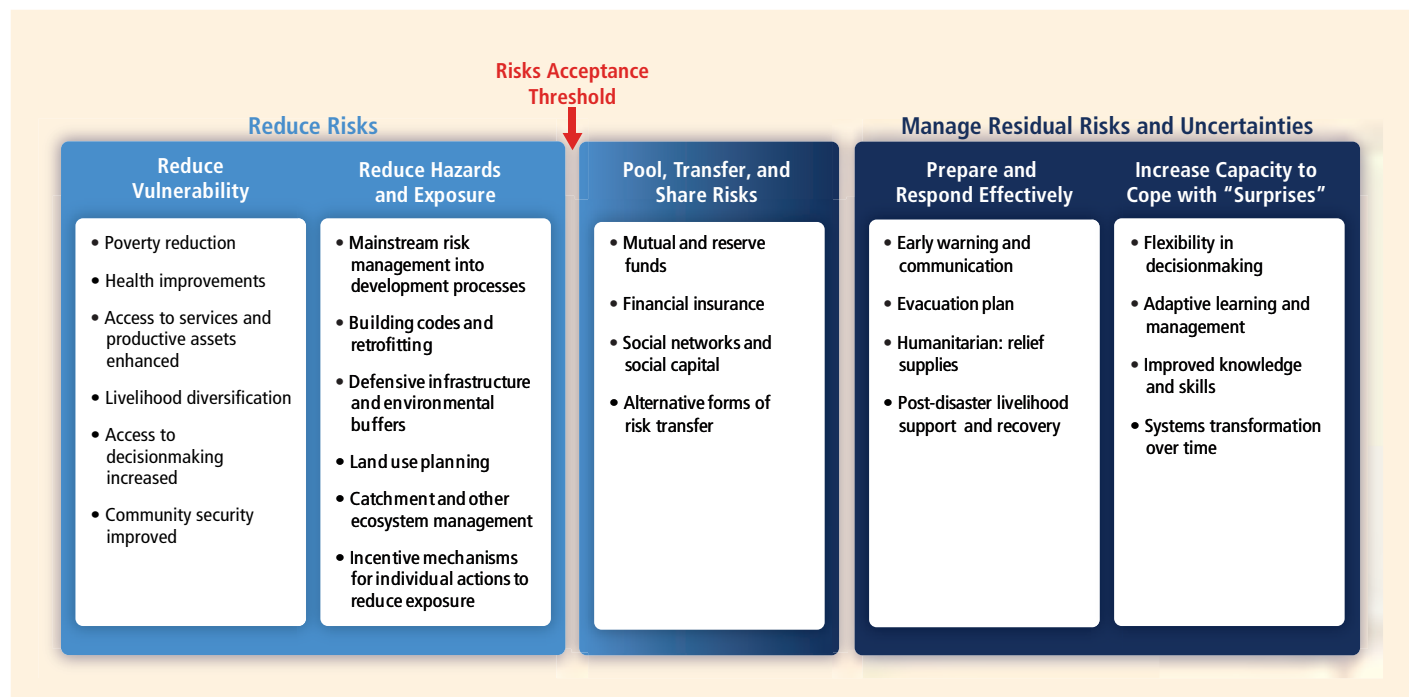 Risks Acceptance
Threshold
Reduce Risks
Manage Residual Risks and Uncertainties
Reduce
Vulnerability
• Poverty reduction
• Health improvements
• Access to services and
productive assets
enhanced
• Livelihood diversification
• Access to
decisionmaking
increased
• Community security
improved
Reduce Hazards
and Exposure
• Mainstream risk
management into
development processes
• Building codes and
retrofitting
• Defensive infrastructure
and environmental
buffers
• Land use planning
• Catchment and other
ecosystem management
• Incentive mechanisms
for individual actions to
reduce exposure
Pool, Transfer, and
Share Risks
• Mutual and reserve
funds
• Financial insurance
• Social networks and
social capital
• Alternative forms of
risk transfer
Prepare and
Respond Effectively
• Early warning and
communication
• Evacuation plan
• Humanitarian: relief
supplies
• Post-disaster livelihood
support and recovery
Increase Capacity to
Cope with “Surprises”
• Flexibility in
decisionmaking
• Adaptive learning and
management
• Improved knowledge
and skills
• Systems transformation
over time